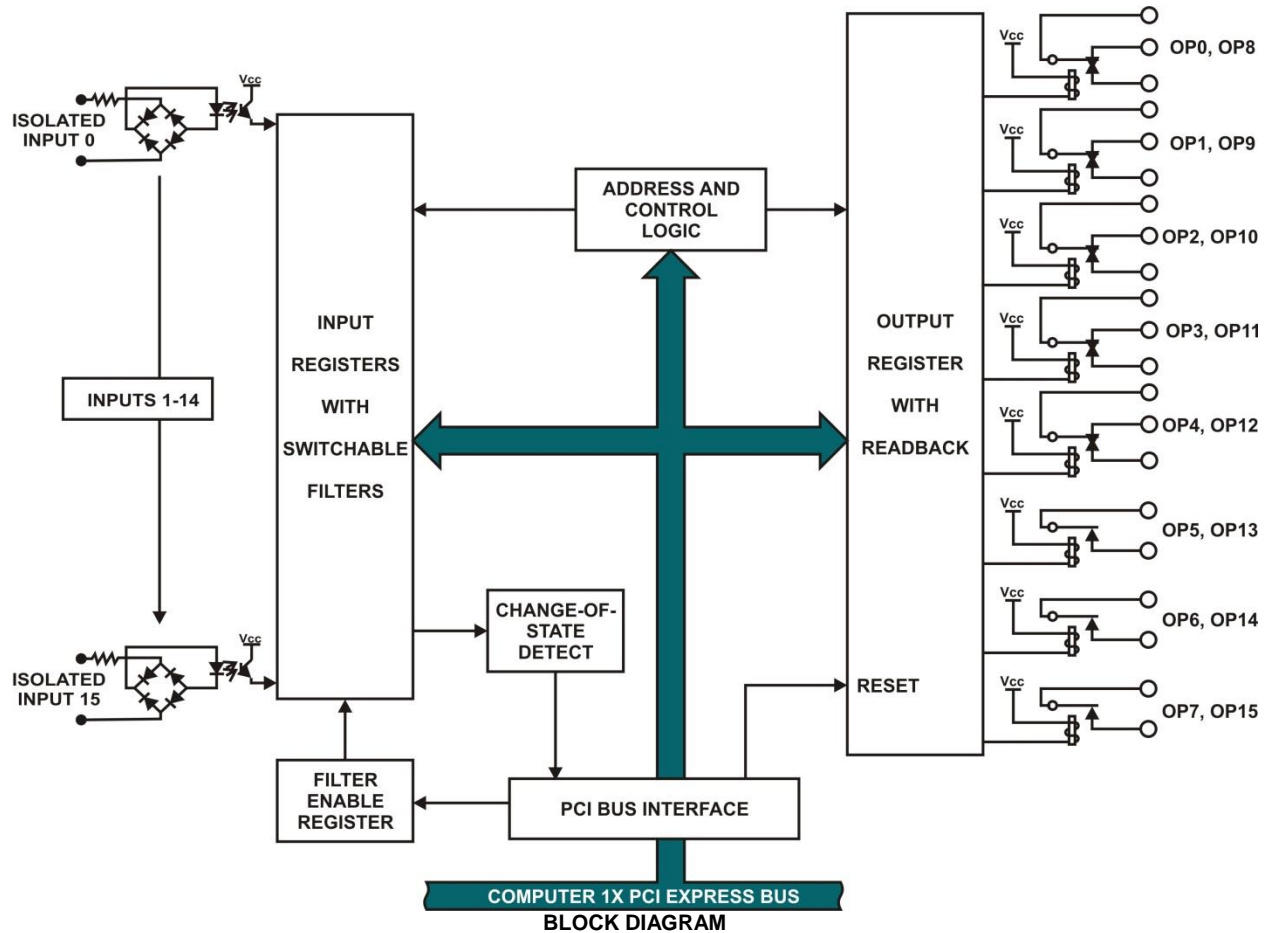 Vcc
ISOLATED
INPUT 0
INPUTS 1-14
Vcc
ISOLATED
INPUT 15
INPUT
REGISTERS
WITH
SWITCHABLE
FILTERS
ADDRESS AND
CONTROL
LOGIC
CHANGE-OF-
STATE
DETECT
FILTER
ENABLE
REGISTER
PCI BUS INTERFACE
OUTPUT
REGISTER
WITH
READBACK
RESET
Vcc
OP0, OP8
Vcc
OP1, OP9
Vcc
OP2, OP10
Vcc
OP3, OP11
Vcc
OP4, OP12
Vcc
OP5, OP13
Vcc
OP6, OP14
Vcc
OP7, OP15
COMPUTER 1X PCI EXPRESS BUS
BLOCK DIAGRAM